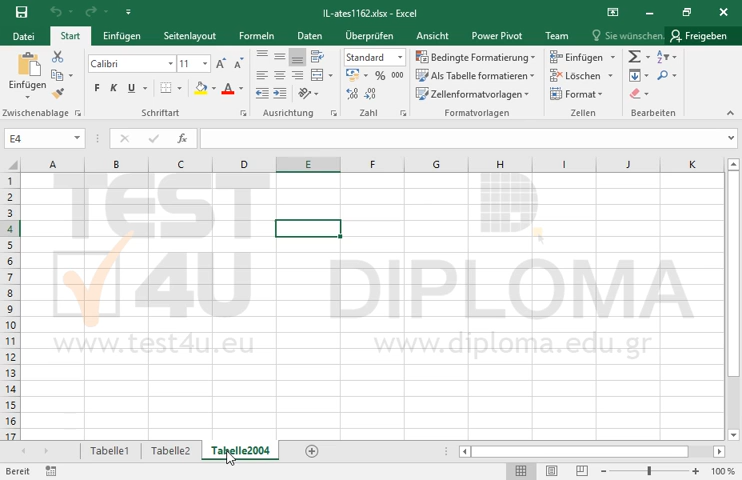 IL-ates1162.xlsx - Excel
Datei Start Einfügen Seitenlayout Formeln Daten Überprüfen Ansicht Power Pivot Team Sie wünschen. Freigeben
Calibri 11 Standard Bedingte Formatierung Einfügen
% 000 Als Tabelle formatieren Löschen
Einfügen F K U Zellenformatvorlagen Format
Zwischenablage Schriftart Ausrichtung Zahl Formatvorlagen Zellen Bearbeiten
E4 fx
A B C D E F G H I J K
1
2
3
4
5
6
7
8
9
10
11
12
13
14
15
16
17
TEST
4U
www.test4u.eu
DIPLOMA
www.diploma.edu.gr
Tabelle1 Tabelle2 Tabelle2004
Bereit 100 %